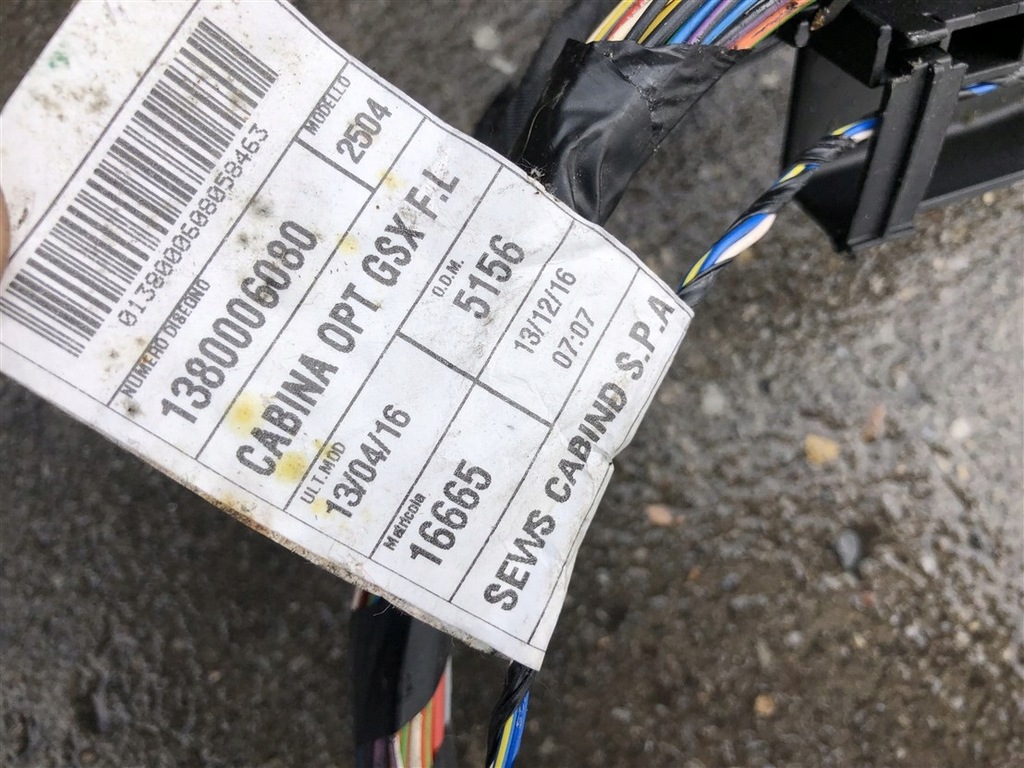 01380006080058463
NUMERO DISEGNO
1380006080
MODELLO
2504
CABINA OPT GSX F.L
ULT.MOD
13/04/16
O.D.M.
5156
Matricola
16665
13/12/16
07:07
SEWS CABIND S.P.A